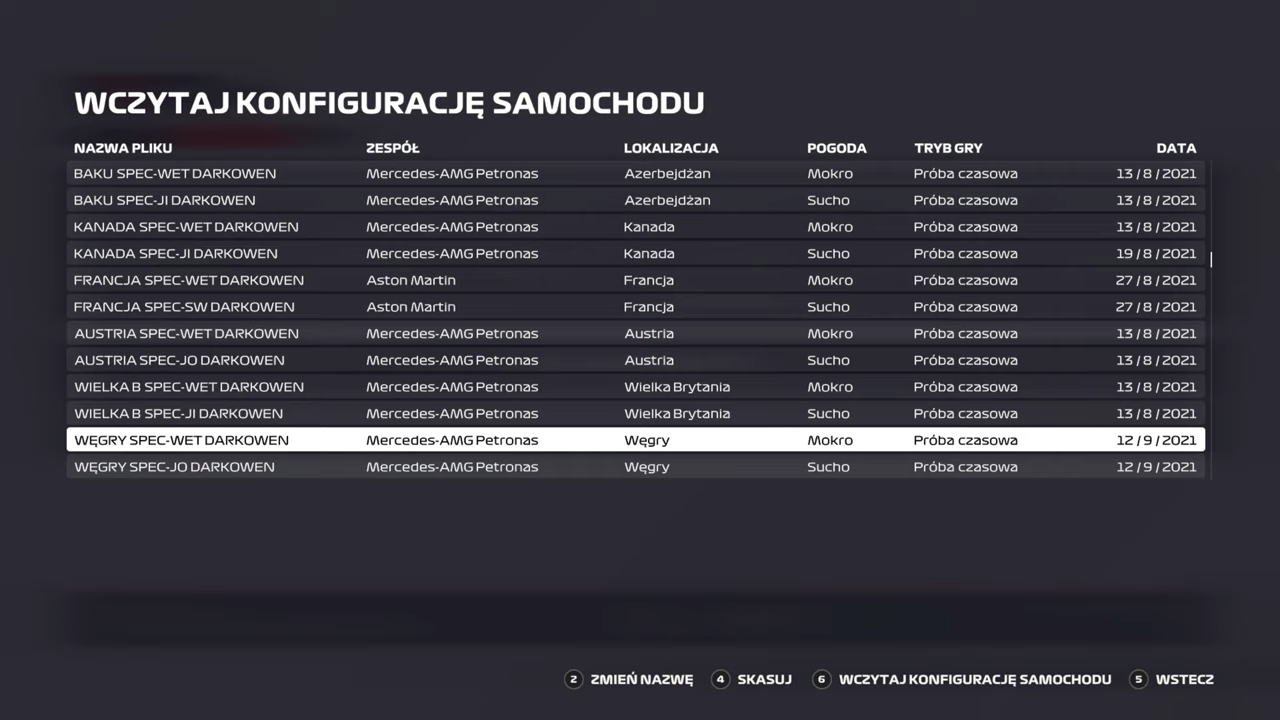 WCZYTAJ KONFIGURACJĘ SAMOCHODU
NAZWA PLIKU ZESPÓŁ LOKALIZACJA POGODA TRYB GRY DATA
BAKU SPEC-WET DARKOWEN Mercedes-AMG Petronas Azerbejdżan Mokro Próba czasowa 13 / 8 / 2021
BAKU SPEC-JI DARKOWEN Mercedes-AMG Petronas Azerbejdżan Sucho Próba czasowa 13 / 8 / 2021
KANADA SPEC-WET DARKOWEN Mercedes-AMG Petronas Kanada Mokro Próba czasowa 13 / 8 / 2021
KANADA SPEC-JI DARKOWEN Mercedes-AMG Petronas Kanada Sucho Próba czasowa 19 / 8 / 2021
FRANCJA SPEC-WET DARKOWEN Aston Martin Francja Mokro Próba czasowa 27 / 8 / 2021
FRANCJA SPEC-SW DARKOWEN Aston Martin Francja Sucho Próba czasowa 27 / 8 / 2021
AUSTRIA SPEC-WET DARKOWEN Mercedes-AMG Petronas Austria Mokro Próba czasowa 13 / 8 / 2021
AUSTRIA SPEC-JO DARKOWEN Mercedes-AMG Petronas Austria Sucho Próba czasowa 13 / 8 / 2021
WIELKA B SPEC-WET DARKOWEN Mercedes-AMG Petronas Wielka Brytania Mokro Próba czasowa 13 / 8 / 2021
WIELKA B SPEC-JI DARKOWEN Mercedes-AMG Petronas Wielka Brytania Sucho Próba czasowa 13 / 8 / 2021
WĘGRY SPEC-WET DARKOWEN Mercedes-AMG Petronas Węgry Mokro Próba czasowa 12 / 9 / 2021
WĘGRY SPEC-JO DARKOWEN Mercedes-AMG Petronas Węgry Sucho Próba czasowa 12 / 9 / 2021
2 ZMIEŃ NAZWĘ 4 SKASUJ 6 WCZYTAJ KONFIGURACJĘ SAMOCHODU 5 WSTECZ